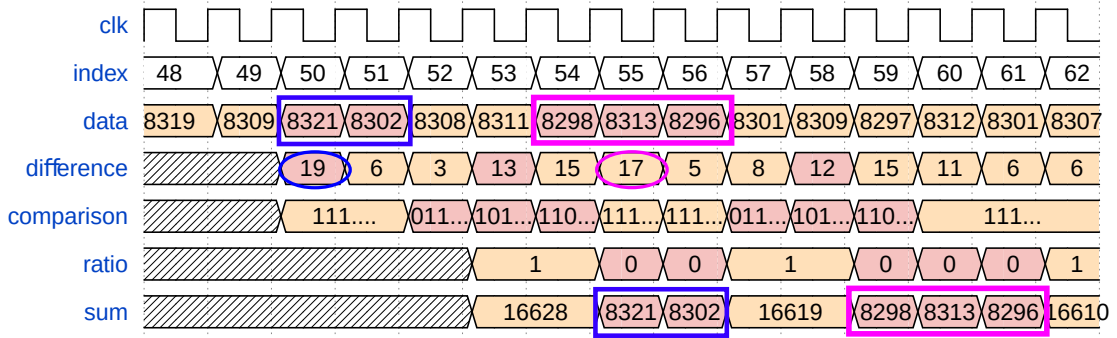 clk
index 48 49 50 51 52 53 54 55 56 57 58 59 60 61 62
data 8319 8309 8321 8302 8308 8311 8298 8313 8296 8301 8309 8297 8312 8301 8307
difference 19 6 3 13 15 17 5 8 12 15 11 6 6
comparison 111.... 011... 101... 110... 111... 111... 011... 101... 110... 111...
ratio 1 0 0 1 0 0 0 1
sum 16628 8321 8302 16619 8298 8313 8296 16610